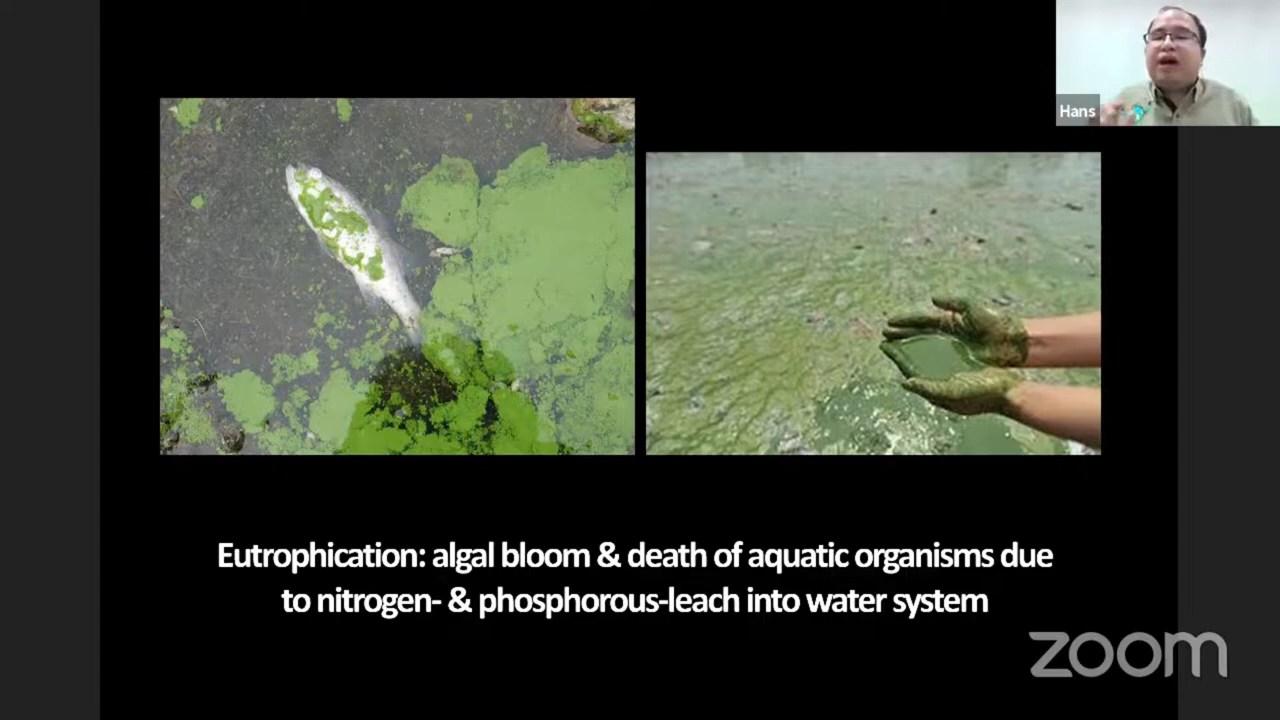 Hans
Eutrophication: algal bloom & death of aquatic organisms due
to nitrogen- & phosphorous-leach into water system
zoom